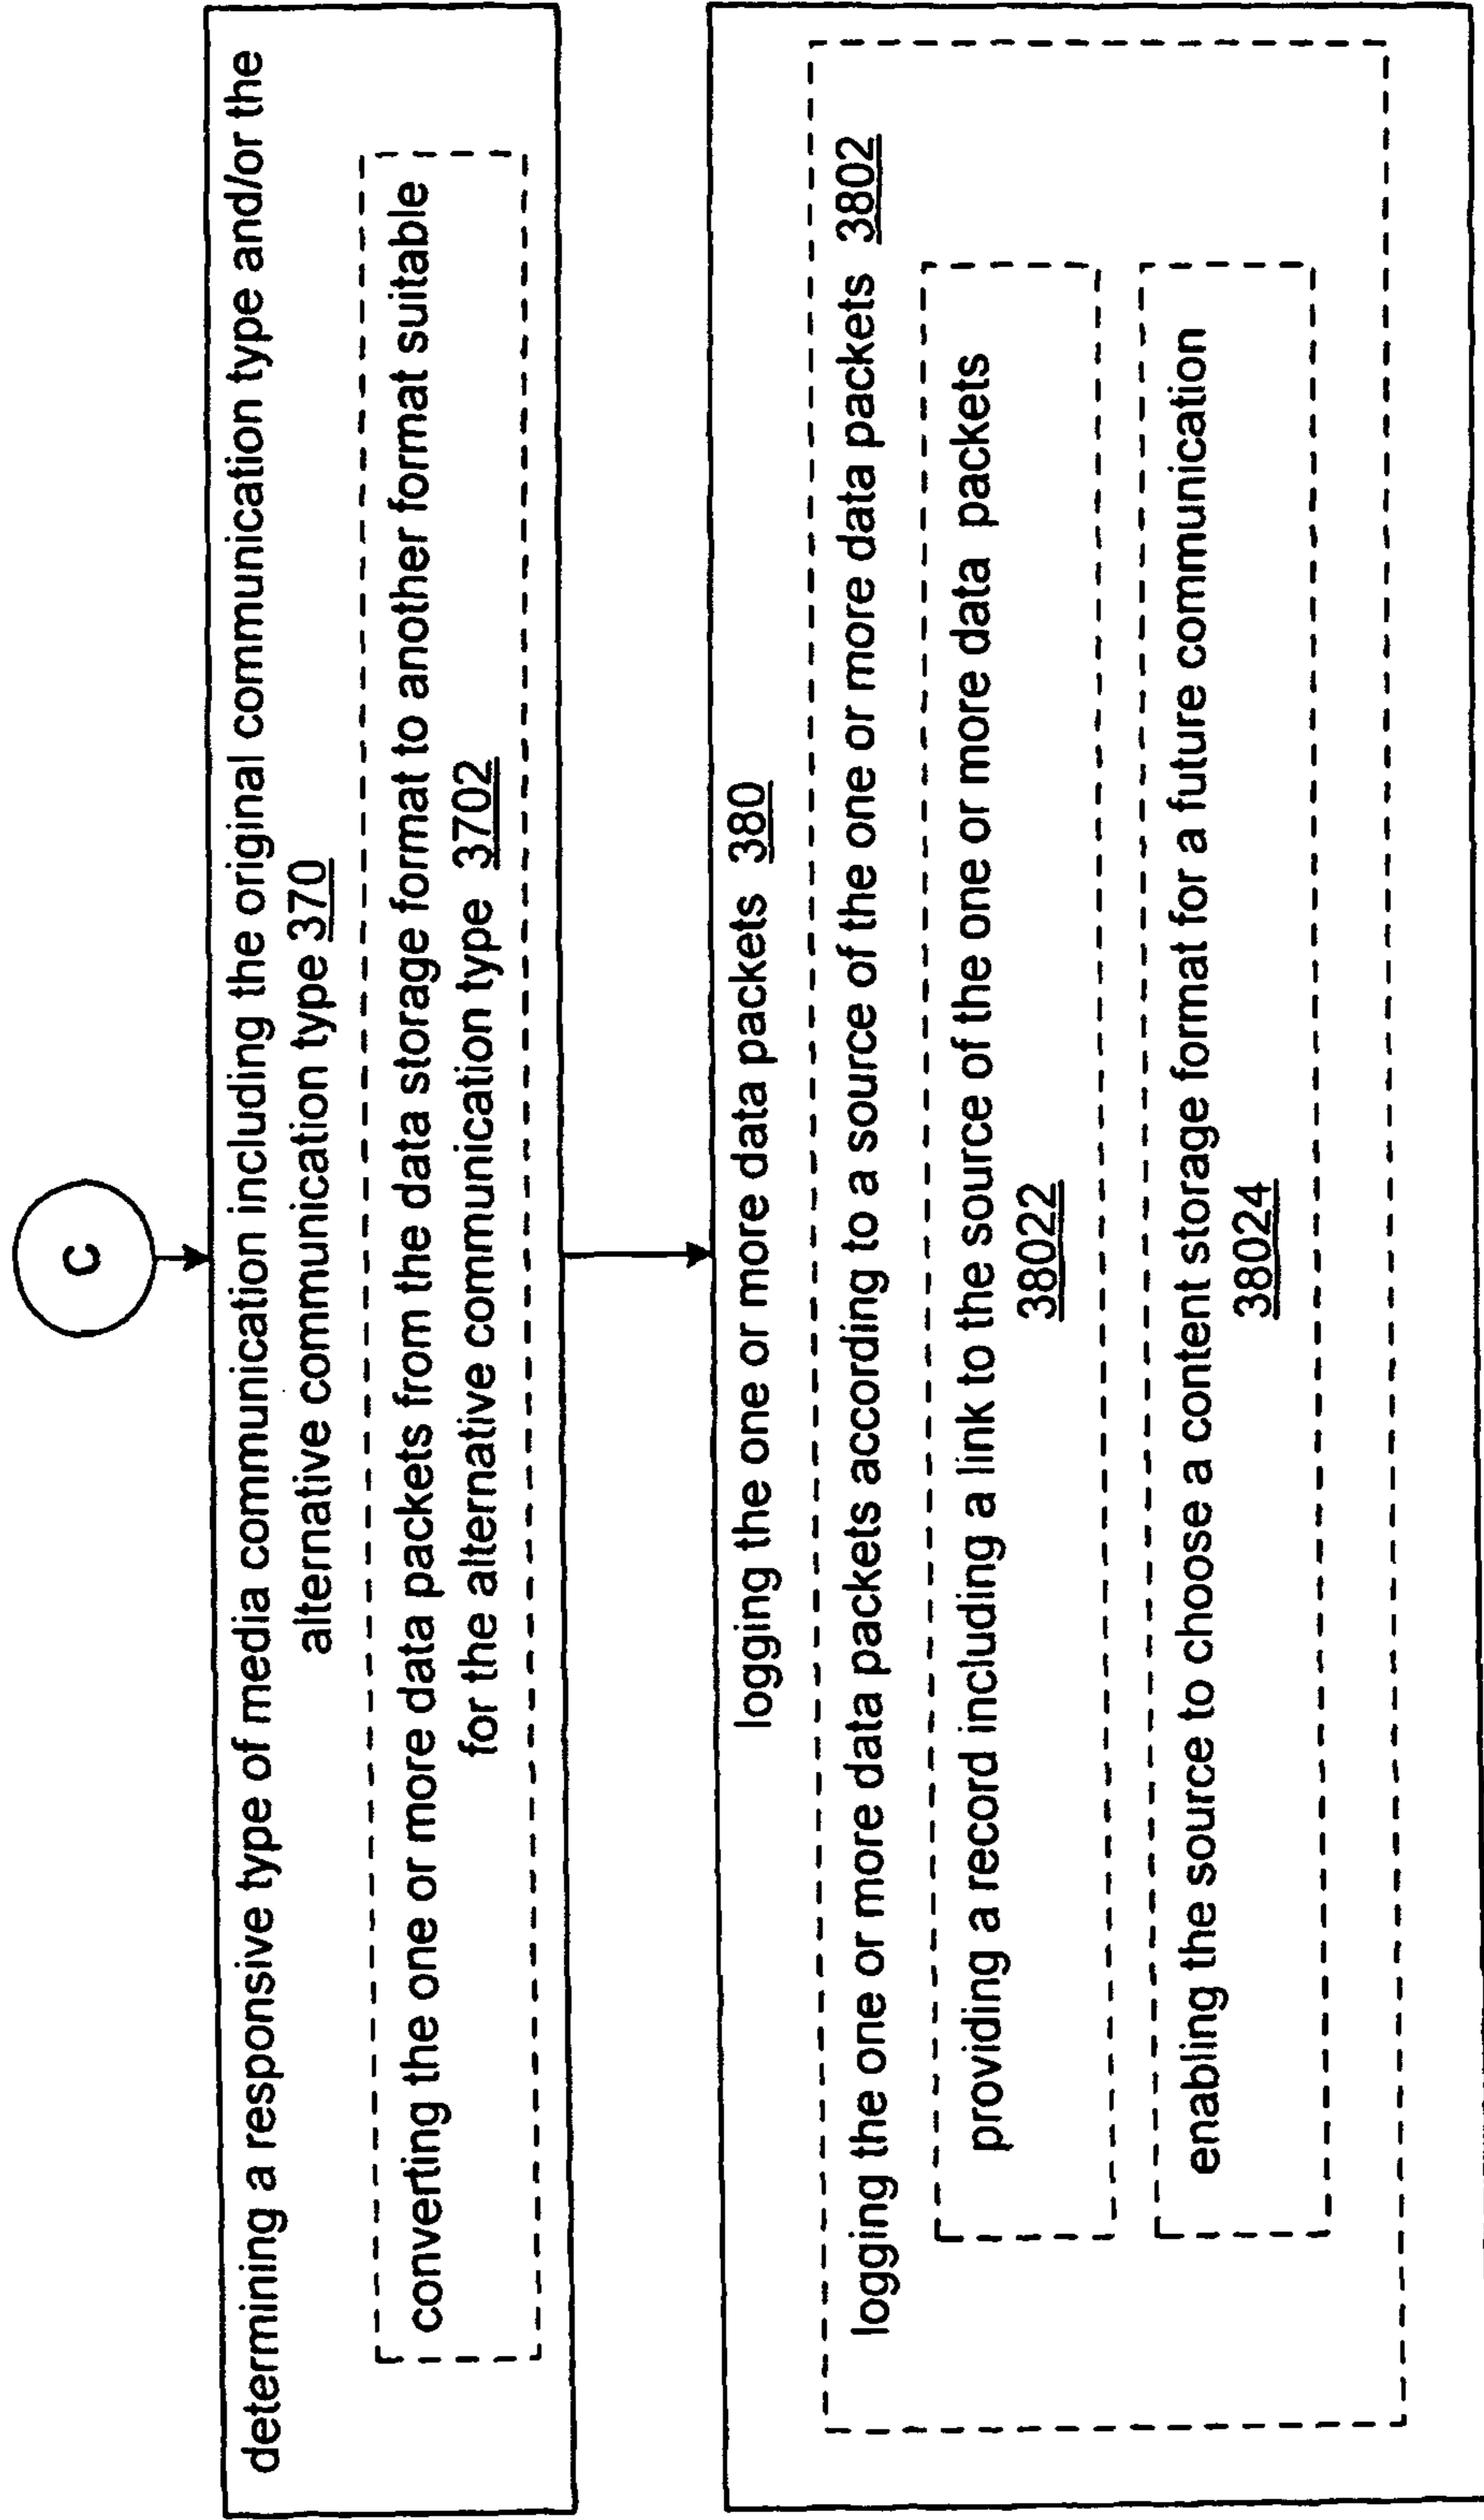 C
determining a responsive type of media communication including the original communication type and/or the
alternative communication type 370
converting the one or more data packets from the data storage format to another format suitable
for the alternative communication type 3702
logging the one or more data packets 380
logging the one or more data packets according to a source of the one or more data packets 3802
providing a record including a link to the source of the one or more data packets
38022
enabling the source to choose a content storage format for a future communication
38024